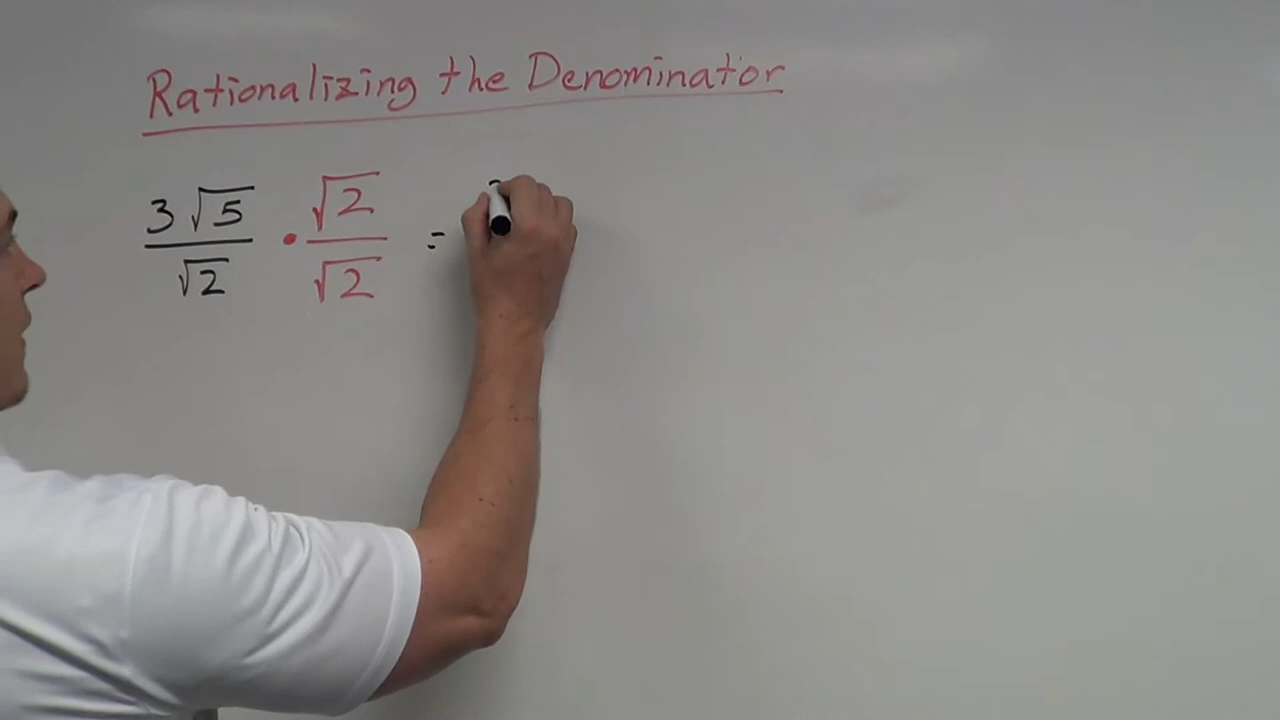 Rationalizing the Denominator
3√5/√2 • √2/√2 =